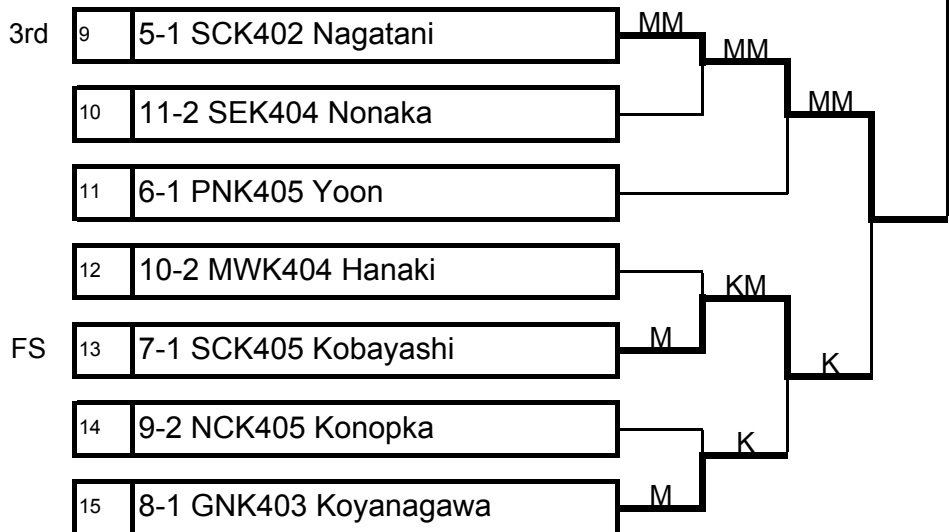 3rd 9 5-1 SCK402 Nagatani MM
MM
10 11-2 SEK404 Nonaka
MM
11 6-1 PNK405 Yoon
12 10-2 MWK404 Hanaki
KM
FS 13 7-1 SCK405 Kobayashi M
K
14 9-2 NCK405 Konopka
K
15 8-1 GNK403 Koyanagawa M